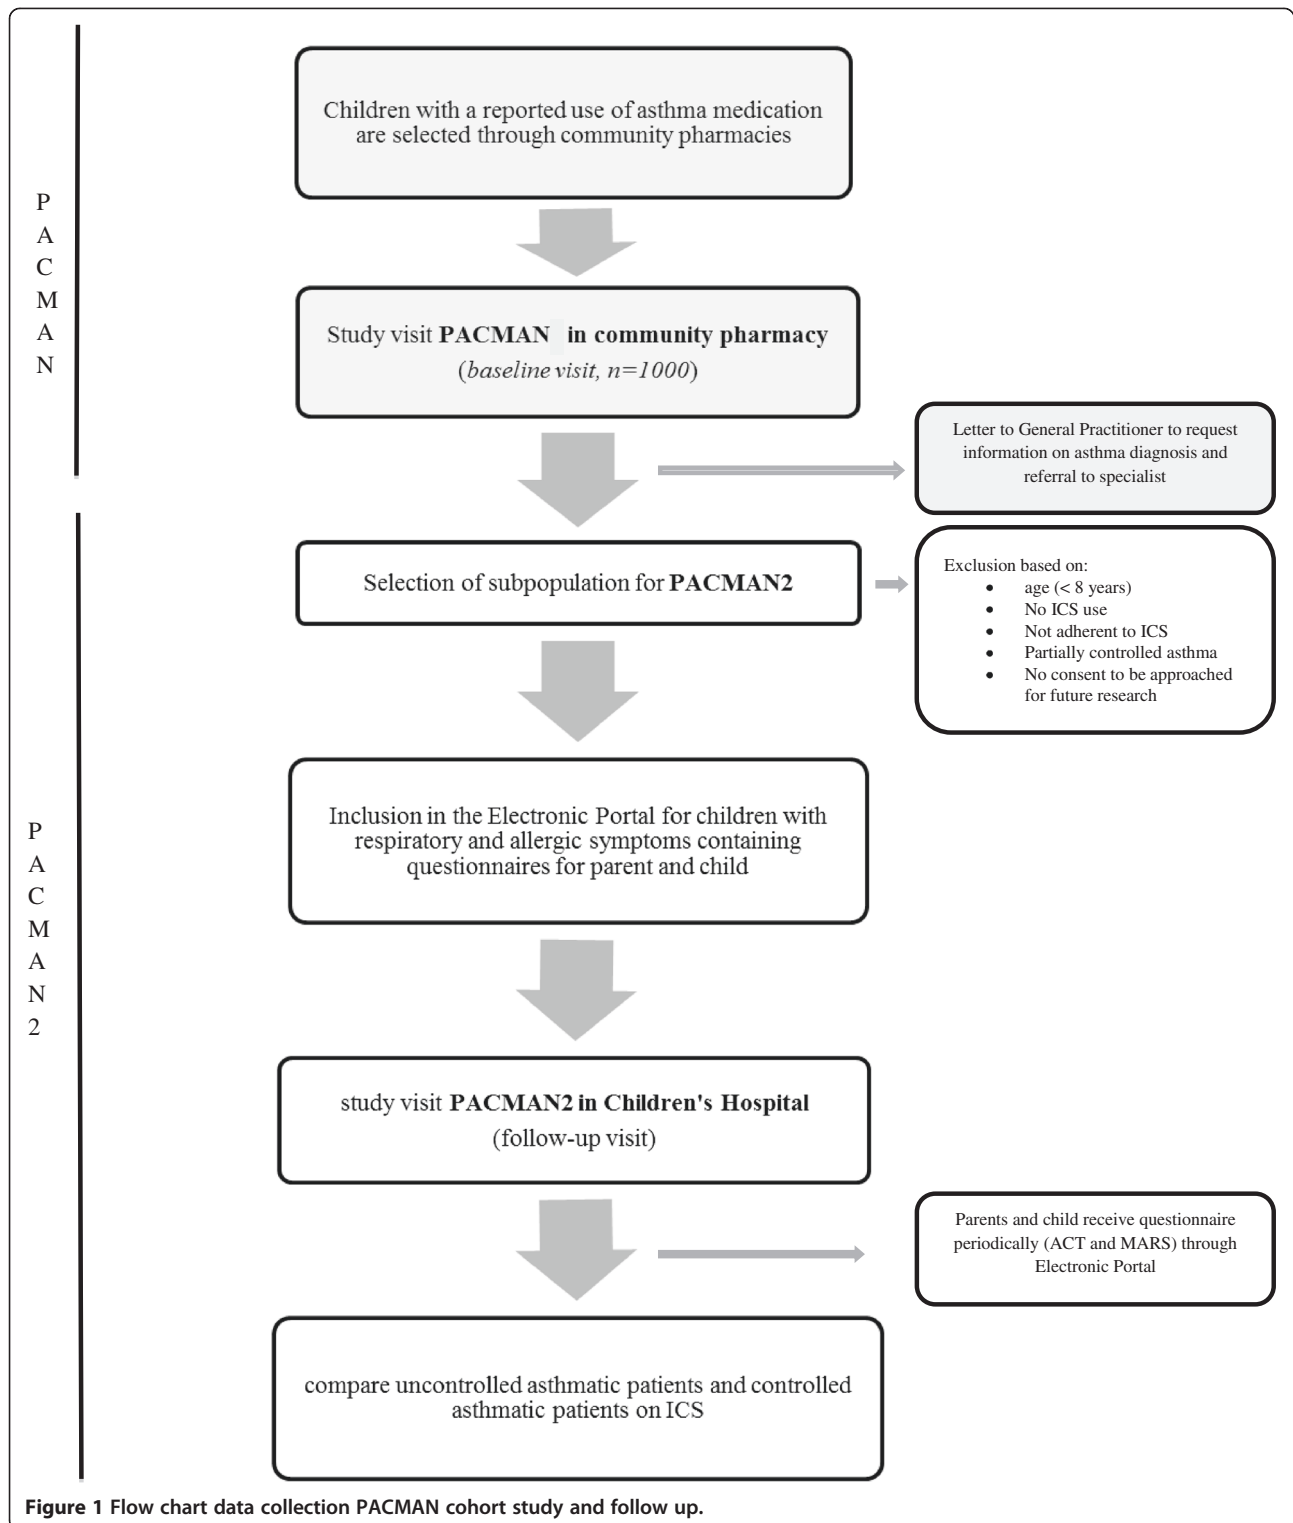 P
A
C
M
A
N
Children with a reported use of asthma medication
are selected through community pharmacies
Study visit PACMAN in community pharmacy
(baseline visit, n=1000)
Letter to General Practitioner to request
information on asthma diagnosis and
referral to specialist
P
A
C
M
A
N
2
Selection of subpopulation for PACMAN2
Exclusion based on:
• age (< 8 years)
• No ICS use
• Not adherent to ICS
• Partially controlled asthma
• No consent to be approached
for future research
Inclusion in the Electronic Portal for children with
respiratory and allergic symptoms containing
questionnaires for parent and child
study visit PACMAN2 in Children's Hospital
(follow-up visit)
Parents and child receive questionnaire
periodically (ACT and MARS) through
Electronic Portal
compare uncontrolled asthmatic patients and controlled
asthmatic patients on ICS
Figure 1 Flow chart data collection PACMAN cohort study and follow up.